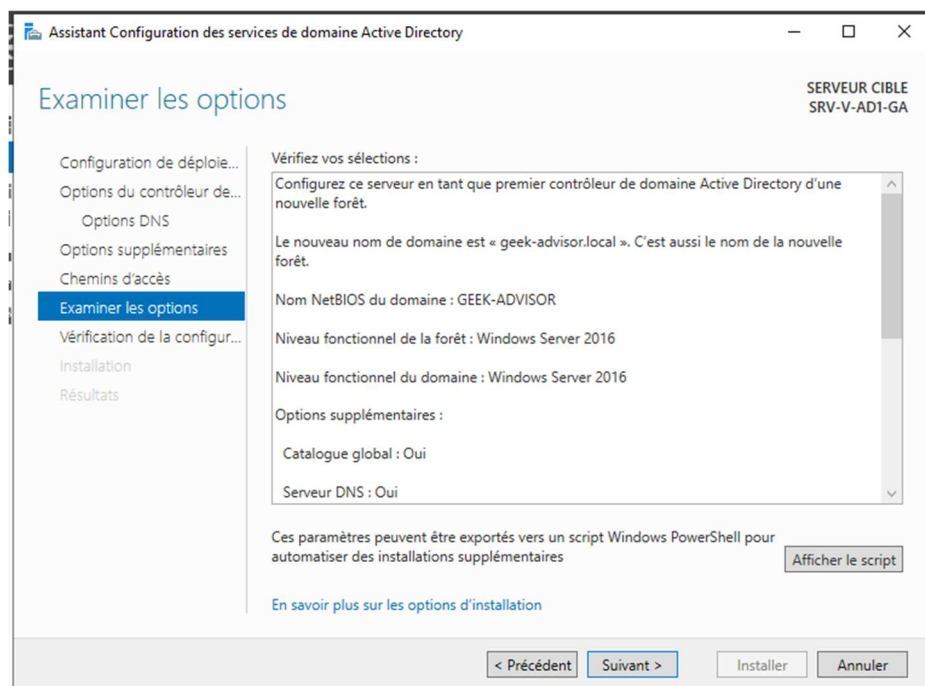 Assistant Configuration des services de domaine Active Directory
Examiner les options
SERVEUR CIBLE
SRV-V-AD1-GA
Configuration de déploie...
Options du contrôleur de...
Options DNS
Options supplémentaires
Chemins d'accès
Examiner les options
Vérification de la configur...
Installation
Résultats
Vérifiez vos sélections :
Configurez ce serveur en tant que premier contrôleur de domaine Active Directory d'une
nouvelle forêt.
Le nouveau nom de domaine est « geek-advisor.local ». C'est aussi le nom de la nouvelle
forêt.
Nom NetBIOS du domaine : GEEK-ADVISOR
Niveau fonctionnel de la forêt : Windows Server 2016
Niveau fonctionnel du domaine : Windows Server 2016
Options supplémentaires :
Catalogue global : Oui
Serveur DNS : Oui
Ces paramètres peuvent être exportés vers un script Windows PowerShell pour
automatiser des installations supplémentaires
Afficher le script
En savoir plus sur les options d'installation
< Précédent
Suivant >
Installer
Annuler